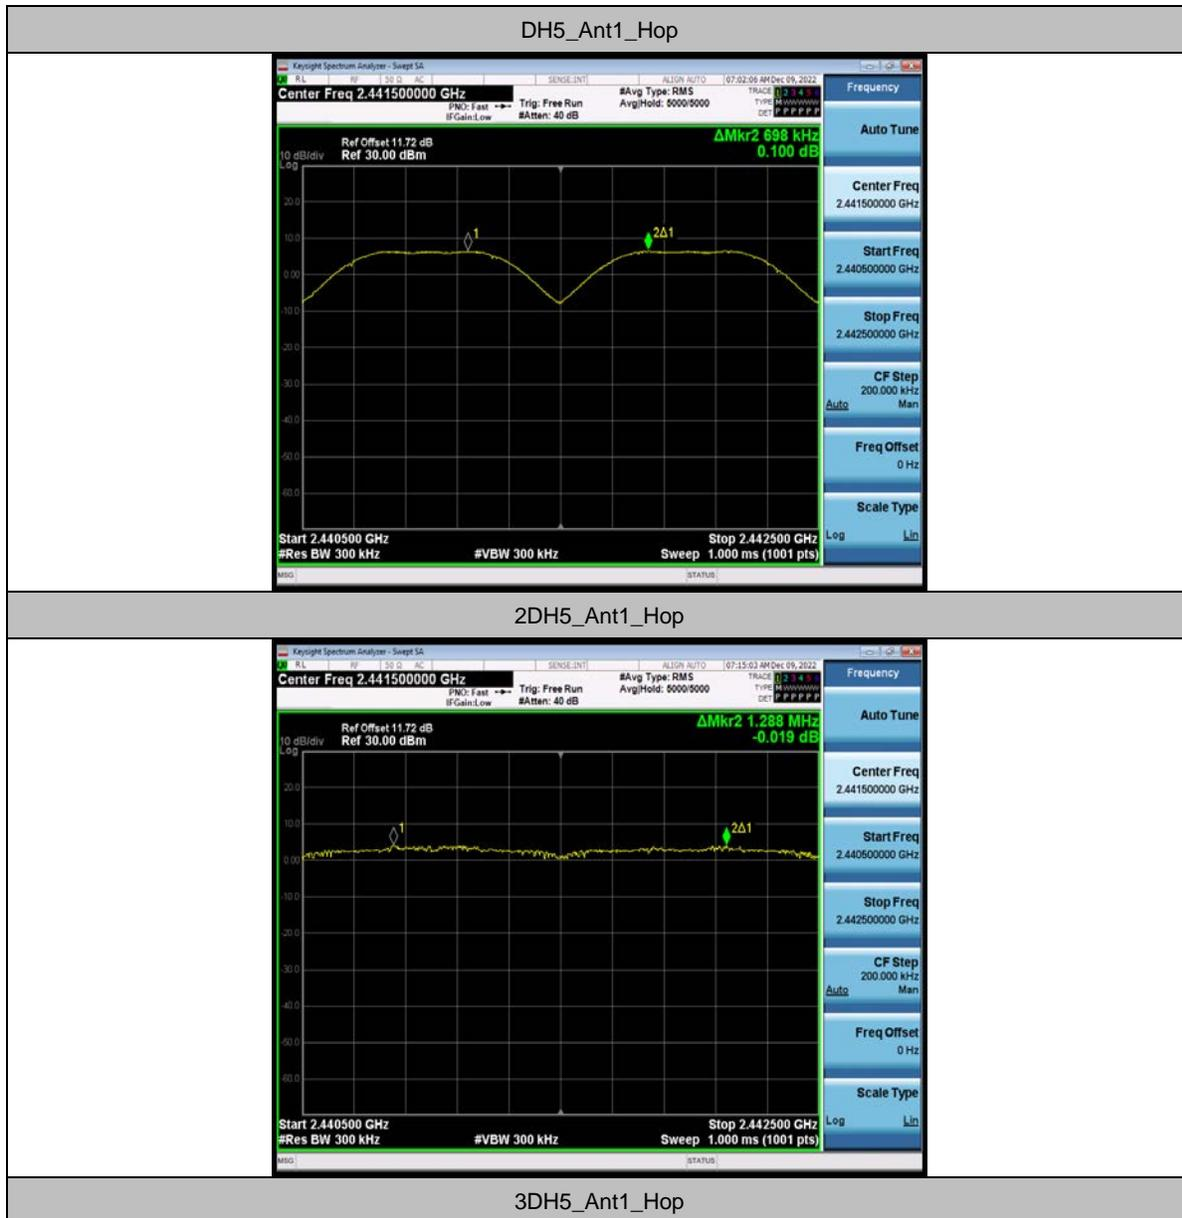 DH5_Ant1_Hop
Keysight Spectrum Analyzer - Swept SA
RL RF 50 Ω AC SENSE:INT ALIGN AUTO 07:02:06 AM Dec 09, 2022
Center Freq 2.441500000 GHz #Avg Type: RMS TRACE 1 2 3 4 5 6 Frequency
PNO: Fast Trig: Free Run Avg|Hold: 5000/5000 TYPE M WWWWW
IFGain:Low #Atten: 40 dB DET P P P P P P
Auto Tune
ΔMkr2 698 kHz
Ref Offset 11.72 dB
10 dB/div Ref 30.00 dBm 0.100 dB
Log
Center Freq
2.441500000 GHz
20.0
10.0
1
2Δ1
Start Freq
2.440500000 GHz
0.00
-10.0
Stop Freq
2.442500000 GHz
-20.0
-30.0
CF Step
200.000 kHz
Auto Man
-40.0
-50.0
Freq Offset
0 Hz
-60.0
Scale Type
Log Lin
Start 2.440500 GHz Stop 2.442500 GHz
#Res BW 300 kHz #VBW 300 kHz Sweep 1.000 ms (1001 pts)
MSG STATUS
2DH5_Ant1_Hop
Keysight Spectrum Analyzer - Swept SA
RL RF 50 Ω AC SENSE:INT ALIGN AUTO 07:15:03 AM Dec 09, 2022
Center Freq 2.441500000 GHz #Avg Type: RMS TRACE 1 2 3 4 5 6 Frequency
PNO: Fast Trig: Free Run Avg|Hold: 5000/5000 TYPE M WWWWW
IFGain:Low #Atten: 40 dB DET P P P P P P
Auto Tune
ΔMkr2 1.288 MHz
Ref Offset 11.72 dB
10 dB/div Ref 30.00 dBm -0.019 dB
Log
Center Freq
2.441500000 GHz
20.0
10.0
1
2Δ1
Start Freq
2.440500000 GHz
0.00
-10.0
Stop Freq
2.442500000 GHz
-20.0
-30.0
CF Step
200.000 kHz
Auto Man
-40.0
-50.0
Freq Offset
0 Hz
-60.0
Scale Type
Log Lin
Start 2.440500 GHz Stop 2.442500 GHz
#Res BW 300 kHz #VBW 300 kHz Sweep 1.000 ms (1001 pts)
MSG STATUS
3DH5_Ant1_Hop